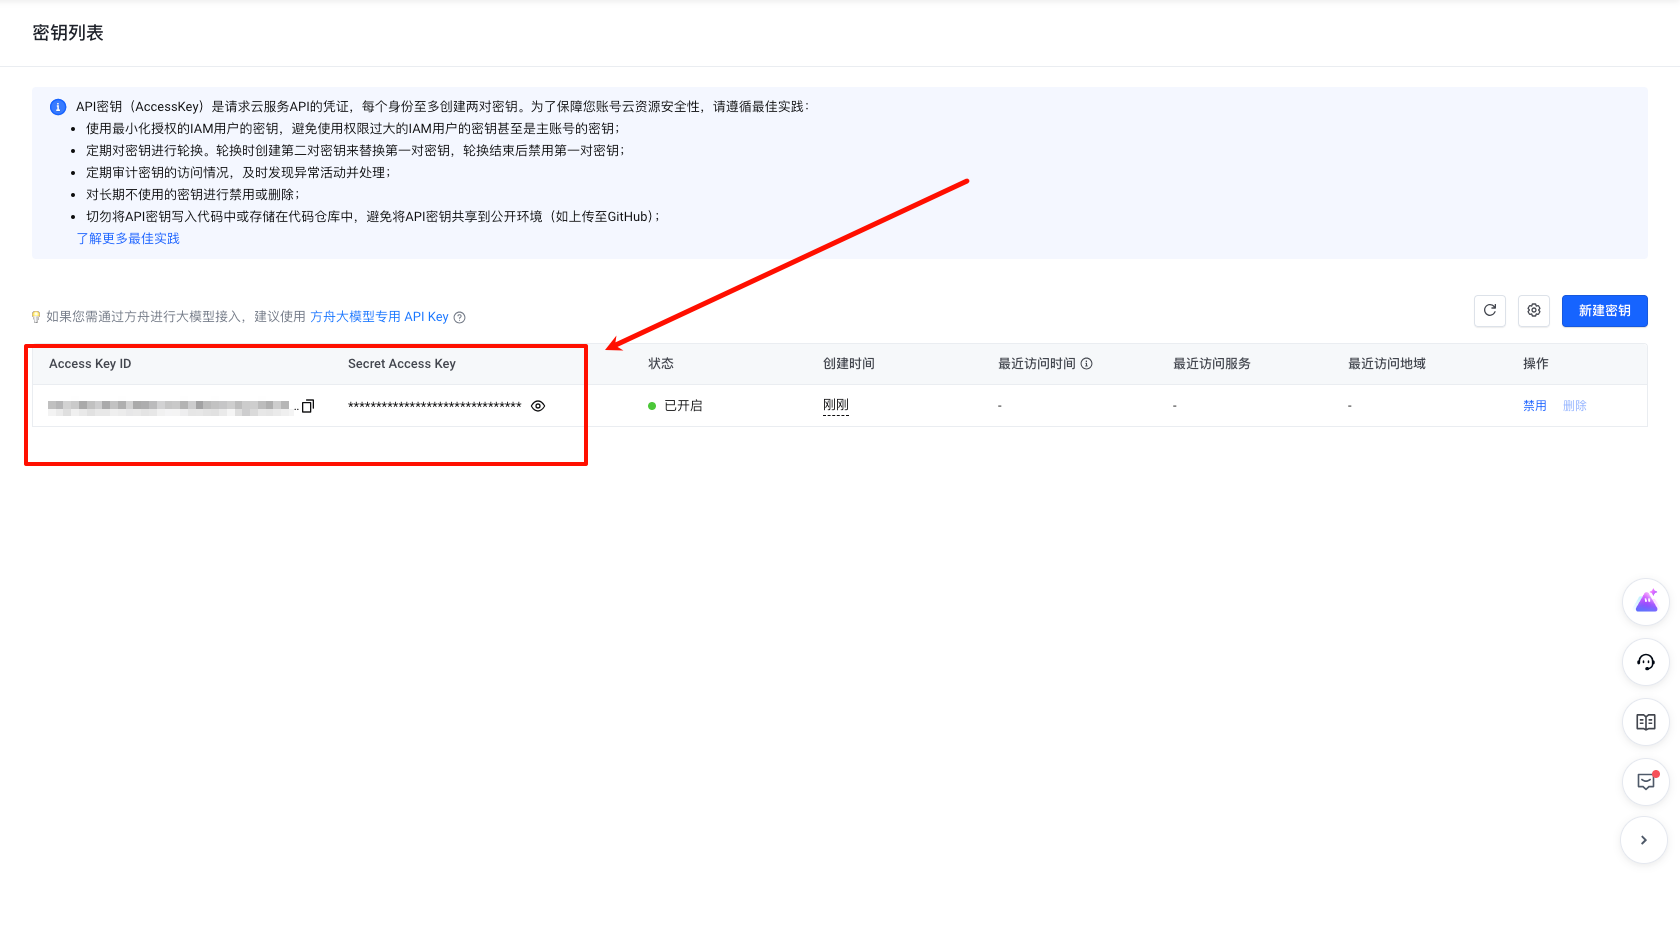 密钥列表
API密钥（AccessKey）是请求云服务API的凭证，每个身份至多创建两对密钥。为了保障您账号云资源安全性，请遵循最佳实践：
使用最小化授权的IAM用户的密钥，避免使用权限过大的IAM用户的密钥甚至是主账号的密钥；
定期对密钥进行轮换。轮换时创建第二对密钥来替换第一对密钥，轮换结束后禁用第一对密钥；
定期审计密钥的访问情况，及时发现异常活动并处理；
对长期不使用的密钥进行禁用或删除；
切勿将API密钥写入代码中或存储在代码仓库中，避免将API密钥共享到公开环境（如上传至GitHub）；
了解更多最佳实践
如果您需通过方舟进行大模型接入，建议使用 方舟大模型专用 API Key
新建密钥
Access Key ID Secret Access Key 状态 创建时间 最近访问时间 最近访问服务 最近访问地域 操作
.. ******************************* 已开启 刚刚 - - - 禁用 删除